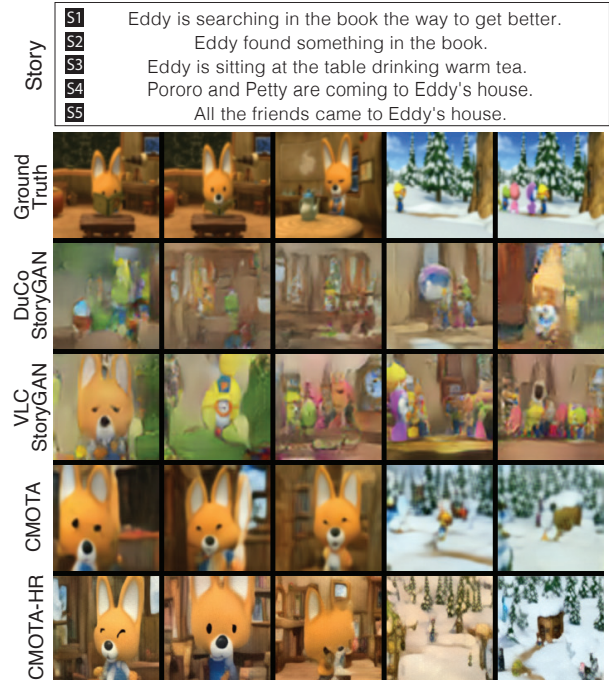 Story
S1 Eddy is searching in the book the way to get better.
S2 Eddy found something in the book.
S3 Eddy is sitting at the table drinking warm tea.
S4 Pororo and Petty are coming to Eddy's house.
S5 All the friends came to Eddy's house.
Ground
Truth
DuCo
StoryGAN
VLC
StoryGAN
CMOTA
CMOTA-HR